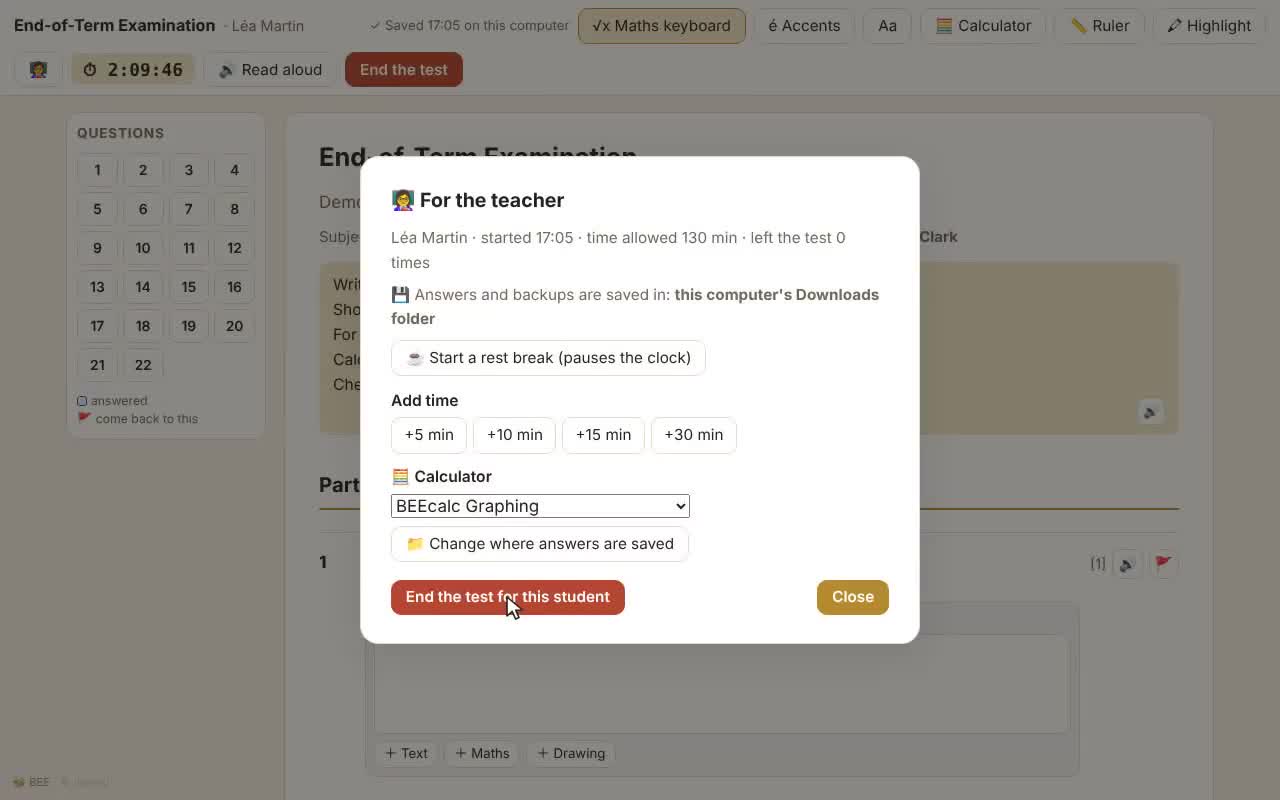 End-of-Term Examination · Léa Martin
✓ Saved 17:05 on this computer
√x Maths keyboard
é Accents
Aa
Calculator
Ruler
Highlight
2:09:46
Read aloud
End the test
QUESTIONS
1 2 3 4
5 6 7 8
9 10 11 12
13 14 15 16
17 18 19 20
21 22
answered
come back to this
End-of-Term Examination
For the teacher
Léa Martin · started 17:05 · time allowed 130 min · left the test 0
times
Answers and backups are saved in: this computer's Downloads
folder
Start a rest break (pauses the clock)
Add time
+5 min +10 min +15 min +30 min
Calculator
BEEcalc Graphing
Change where answers are saved
End the test for this student
Close
Clark
Part
1
[1]
+ Text + Maths + Drawing
BEE